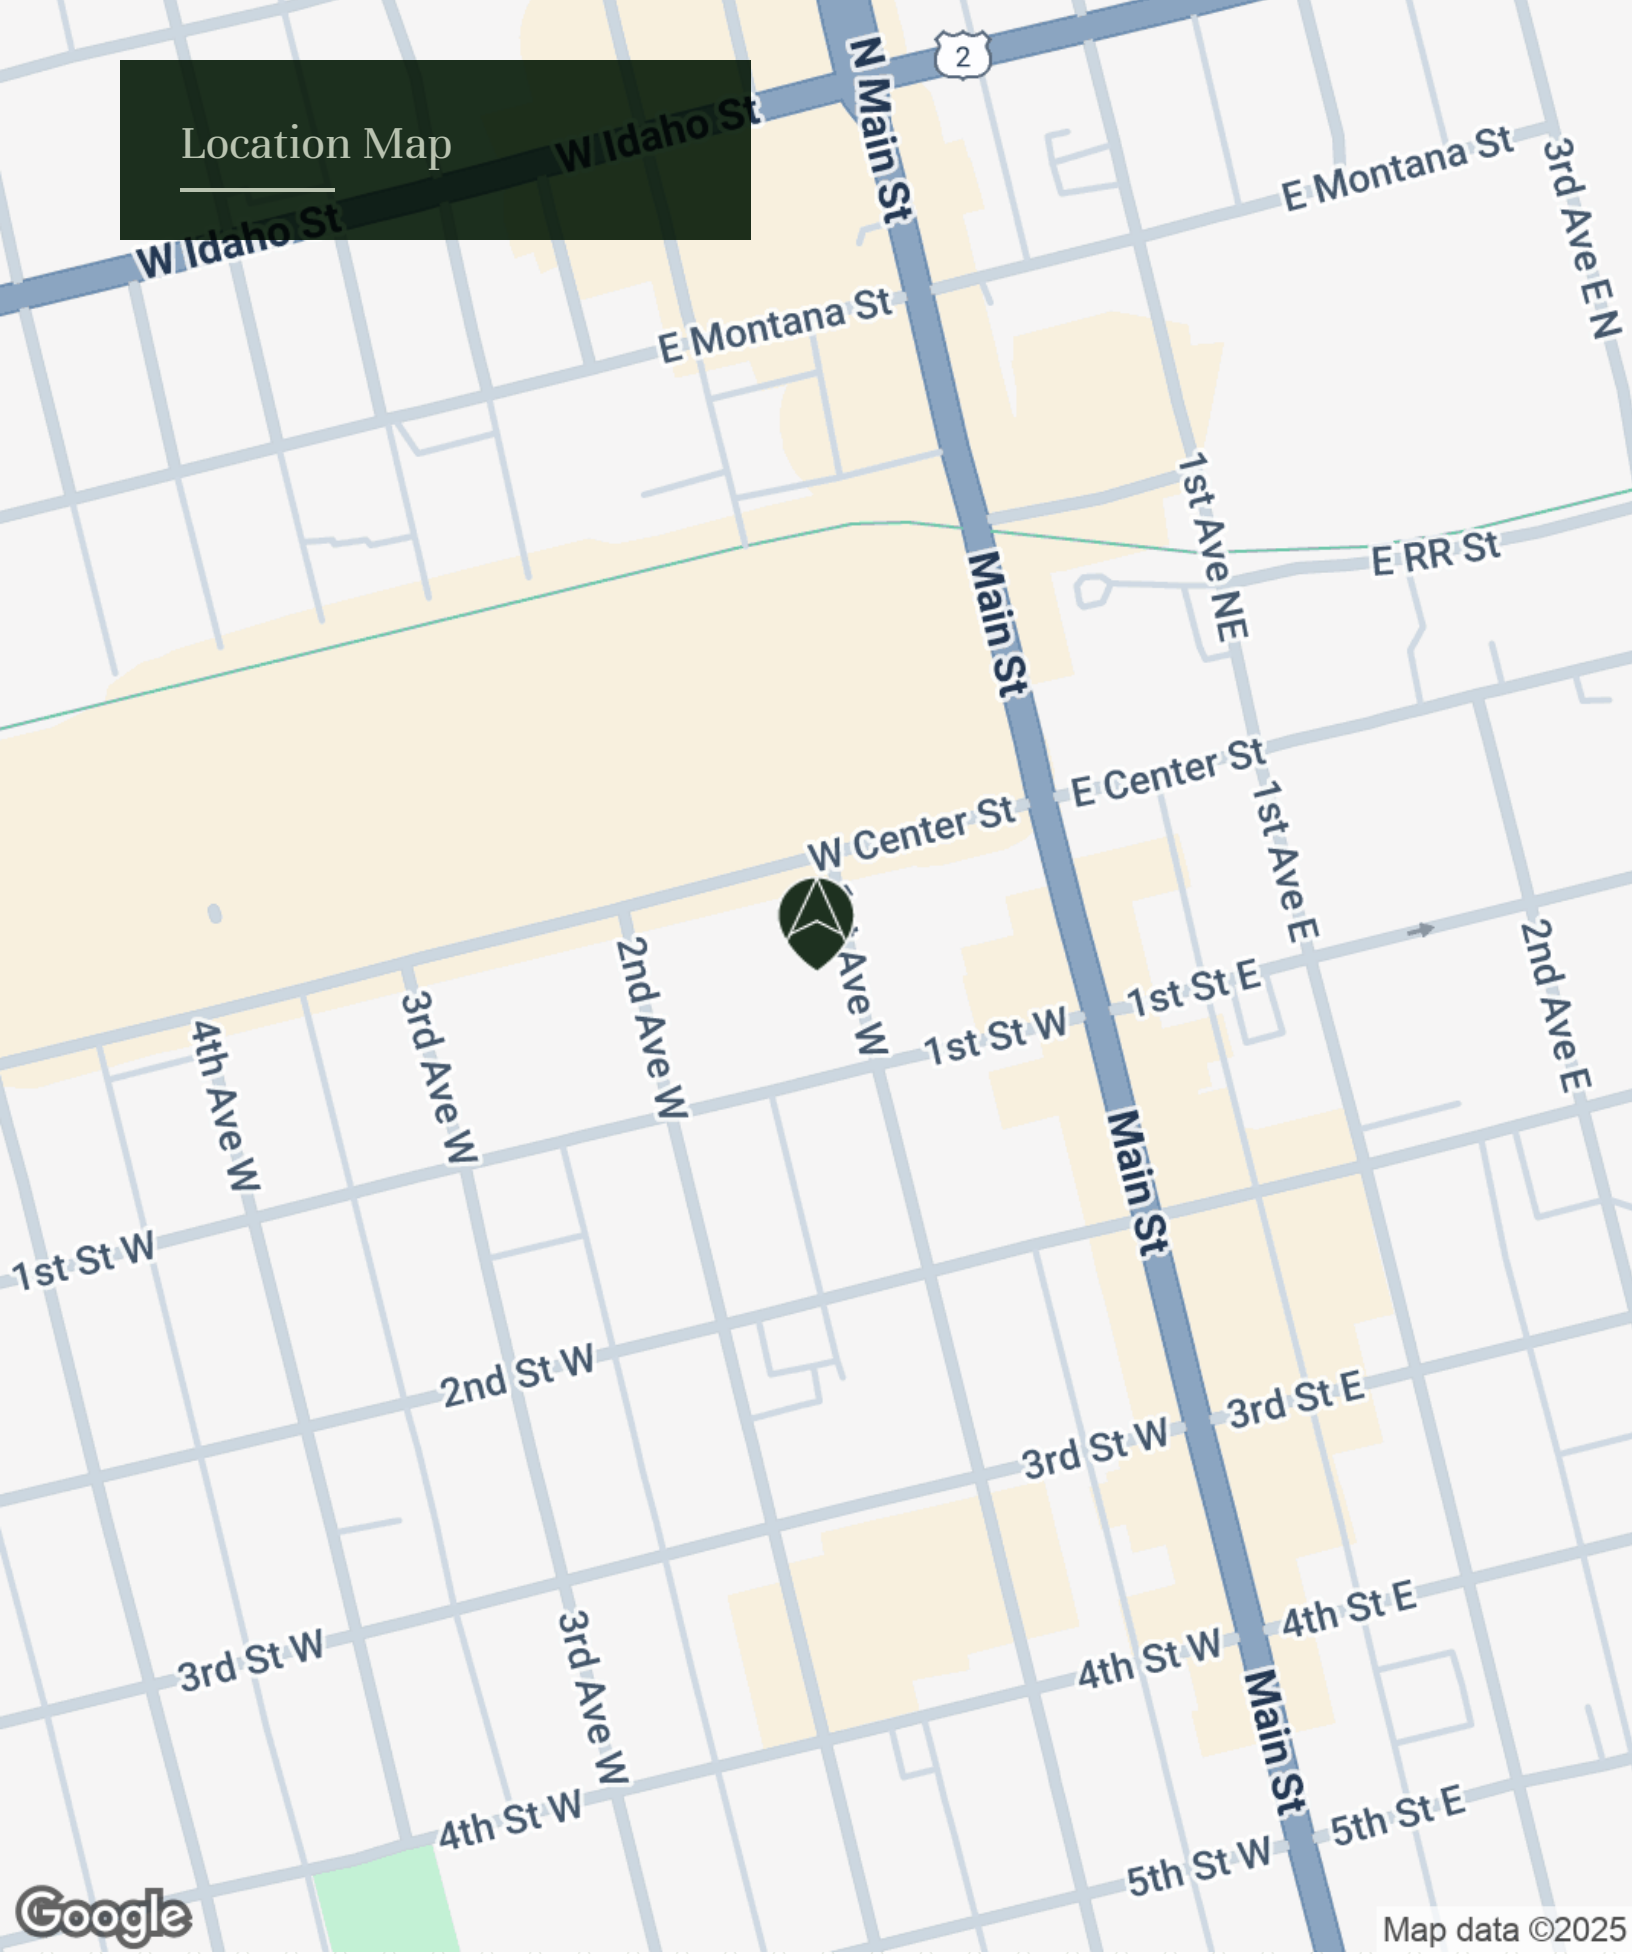 N Main St
2
Location Map
W Idaho St
W Idaho St
E Montana St
3rd Ave E N
E Montana St
1st Ave NE
E RR St
Main St
E Center St
W Center St
1st Ave E
Ave W
2nd Ave W
3rd Ave W
4th Ave W
2nd Ave E
1st St E
1st St W
Main St
1st St W
2nd St W
3rd St E
3rd St W
4th St E
3rd St W
4th St W
3rd Ave W
Main St
4th St W
5th St E
5th St W
Google
Map data ©2025